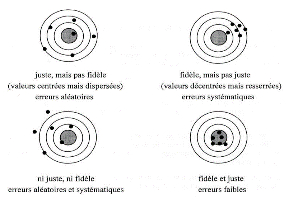 juste, mais pas fidèle
(valeurs centrées mais dispersées)
erreurs aléatoires
fidèle, mais pas juste
(valeurs décentrées mais resserrées)
erreurs systématiques
ni juste, ni fidèle
erreurs aléatoires et systématiques
fidèle et juste
erreurs faibles